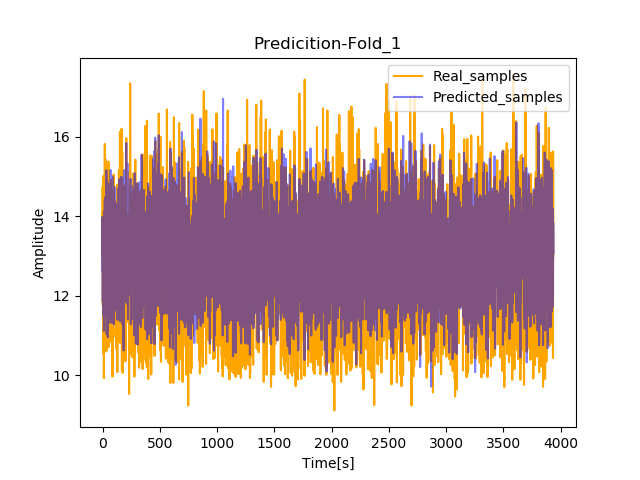 Predicition-Fold_1
Real_samples
Predicted_samples
Amplitude
16
14
12
10
0 500 1000 1500 2000 2500 3000 3500 4000
Time[s]